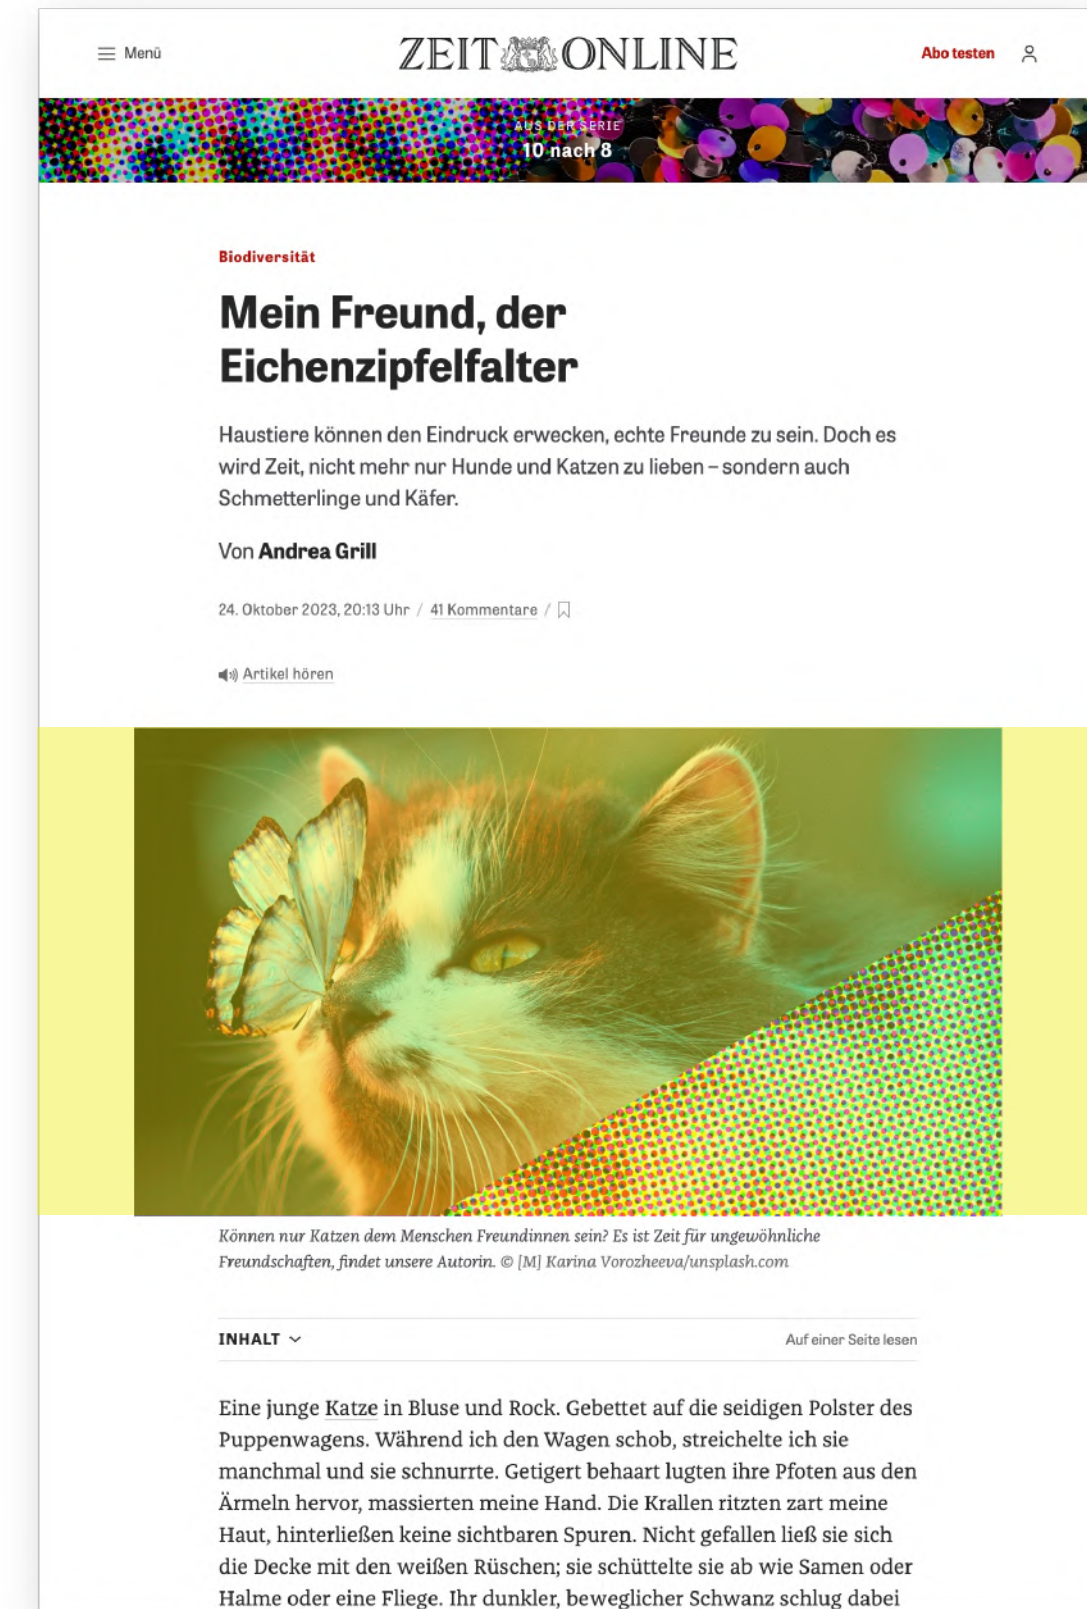 Menü
ZEIT ONLINE
Abo testen
AUS DER SERIE
10 nach 8
Biodiversität
Mein Freund, der
Eichenzipfelfalter
Haustiere können den Eindruck erwecken, echte Freunde zu sein. Doch es
wird Zeit, nicht mehr nur Hunde und Katzen zu lieben – sondern auch
Schmetterlinge und Käfer.
Von Andrea Grill
24. Oktober 2023, 20:13 Uhr / 41 Kommentare /
Artikel hören
Können nur Katzen dem Menschen Freundinnen sein? Es ist Zeit für ungewöhnliche
Freundschaften, findet unsere Autorin. © [M] Karina Vorozheeva/unsplash.com
INHALT
Auf einer Seite lesen
Eine junge Katze in Bluse und Rock. Gebettet auf die seidigen Polster des
Puppenwagens. Während ich den Wagen schob, streichelte ich sie
manchmal und sie schnurrte. Getigert behaart lugten ihre Pfoten aus den
Ärmeln hervor, massierten meine Hand. Die Krallen ritzten zart meine
Haut, hinterließen keine sichtbaren Spuren. Nicht gefallen ließ sie sich
die Decke mit den weißen Rüschen; sie schüttelte sie ab wie Samen oder
Halme oder eine Fliege. Ihr dunkler, beweglicher Schwanz schlug dabei